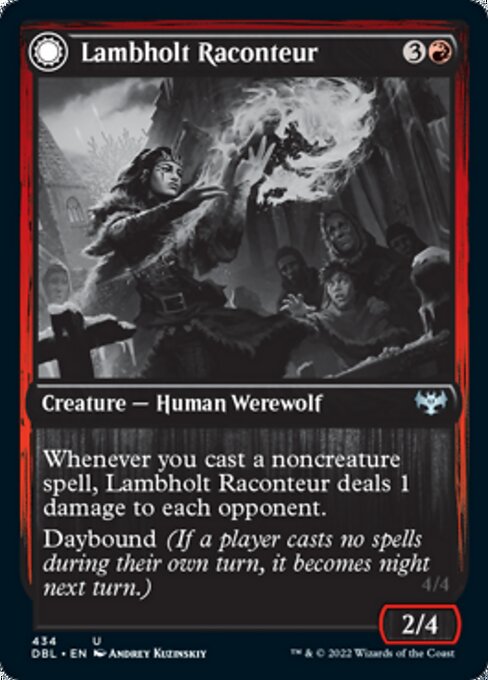 Lambholt Raconteur 3
Creature — Human Werewolf
Whenever you cast a noncreature
spell, Lambholt Raconteur deals 1
damage to each opponent.
Daybound (If a player casts no spells
during their own turn, it becomes night
next turn.)
4/4
2/4
434 U
DBL • EN ANDREY KUZINSKIY
™ & © 2022 Wizards of the Coast